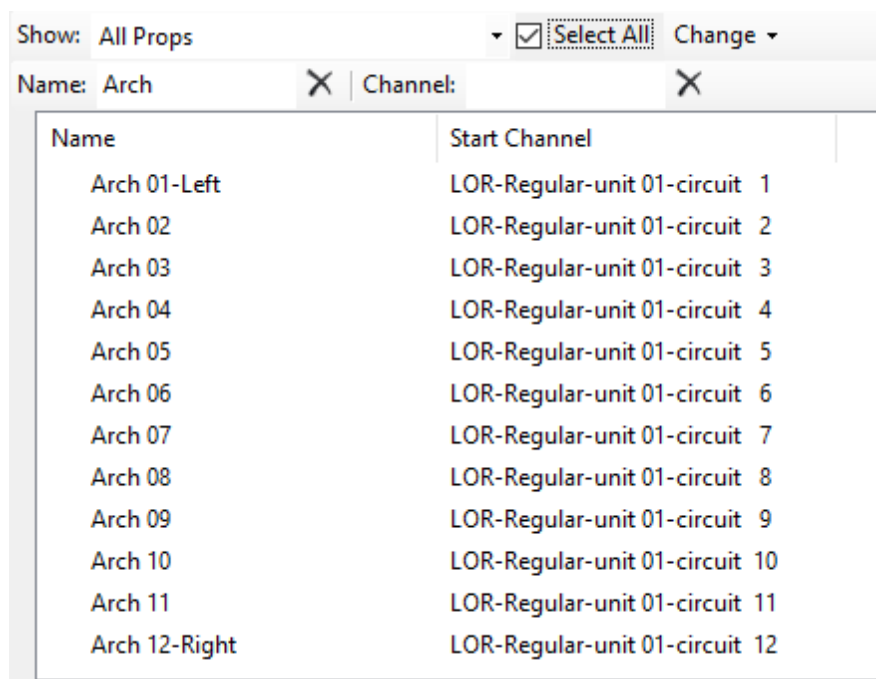 Show: All Props Select All Change
Name: Arch Channel:
Name Start Channel
Arch 01-Left LOR-Regular-unit 01-circuit 1
Arch 02 LOR-Regular-unit 01-circuit 2
Arch 03 LOR-Regular-unit 01-circuit 3
Arch 04 LOR-Regular-unit 01-circuit 4
Arch 05 LOR-Regular-unit 01-circuit 5
Arch 06 LOR-Regular-unit 01-circuit 6
Arch 07 LOR-Regular-unit 01-circuit 7
Arch 08 LOR-Regular-unit 01-circuit 8
Arch 09 LOR-Regular-unit 01-circuit 9
Arch 10 LOR-Regular-unit 01-circuit 10
Arch 11 LOR-Regular-unit 01-circuit 11
Arch 12-Right LOR-Regular-unit 01-circuit 12